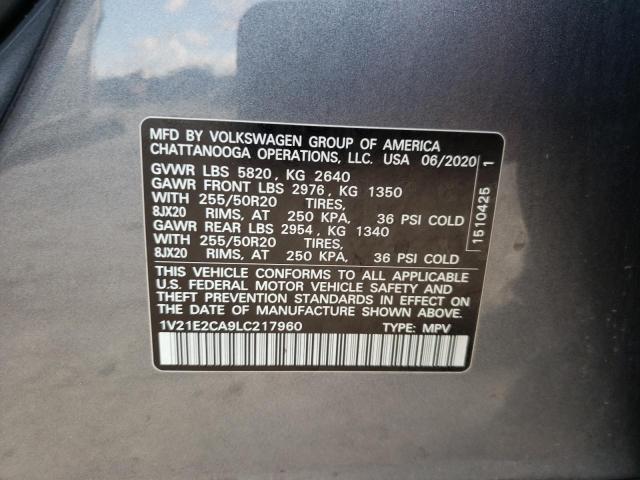 MFD BY VOLKSWAGEN GROUP OF AMERICA
CHATTANOOGA OPERATIONS, LLC. USA 06/2020
GVWR LBS 5820, KG 2640
GAWR FRONT LBS 2976, KG 1350
WITH 255/50R20 TIRES,
8JX20 RIMS, AT 250 KPA, 36 PSI COLD
GAWR REAR LBS 2954, KG 1340
WITH 255/50R20 TIRES,
8JX20 RIMS, AT 250 KPA, 36 PSI COLD
THIS VEHICLE CONFORMS TO ALL APPLICABLE
U.S. FEDERAL MOTOR VEHICLE SAFETY AND
THEFT PREVENTION STANDARDS IN EFFECT ON
THE DATE OF MANUFACTURE SHOWN ABOVE.
1V21E2CA9LC217960 TYPE: MPV
1510425 1